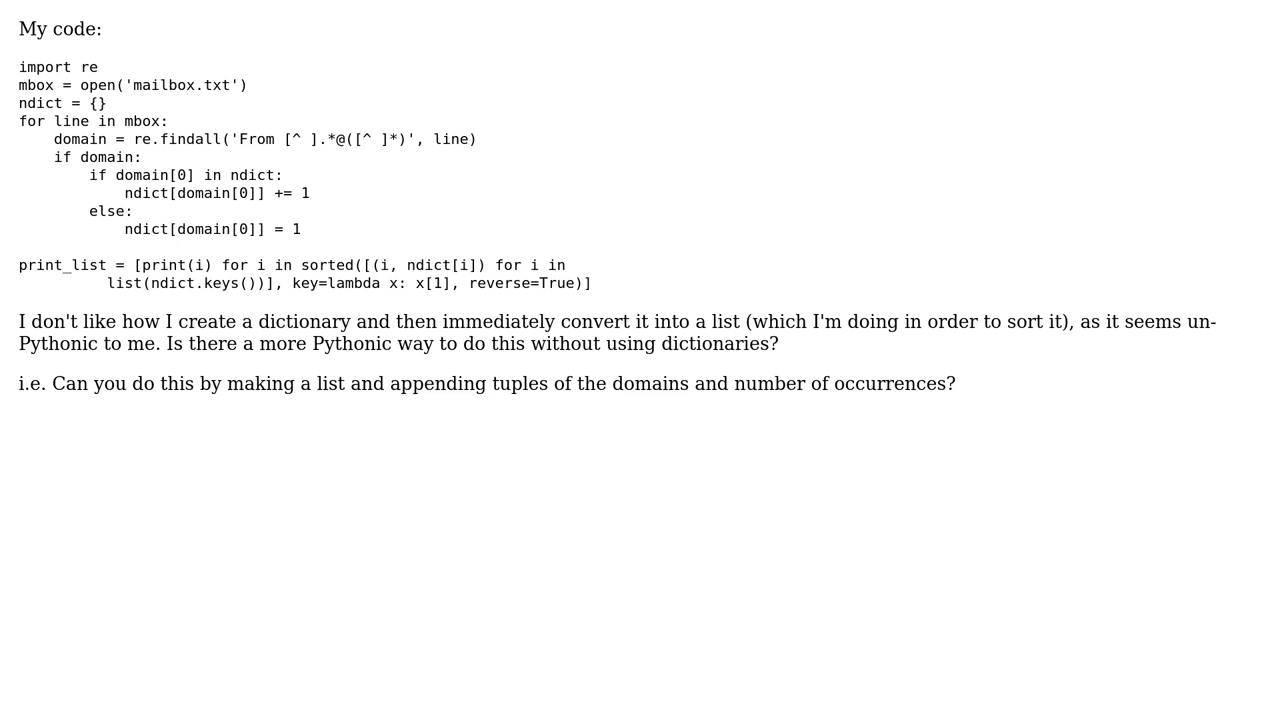 My code:
import re
mbox = open('mailbox.txt')
ndict = {}
for line in mbox:
    domain = re.findall('From [^ ].*@([^ ]*)', line)
    if domain:
        if domain[0] in ndict:
            ndict[domain[0]] += 1
        else:
            ndict[domain[0]] = 1

print_list = [print(i) for i in sorted([(i, ndict[i]) for i in
          list(ndict.keys())], key=lambda x: x[1], reverse=True)]
I don't like how I create a dictionary and then immediately convert it into a list (which I'm doing in order to sort it), as it seems un-
Pythonic to me. Is there a more Pythonic way to do this without using dictionaries?
i.e. Can you do this by making a list and appending tuples of the domains and number of occurrences?